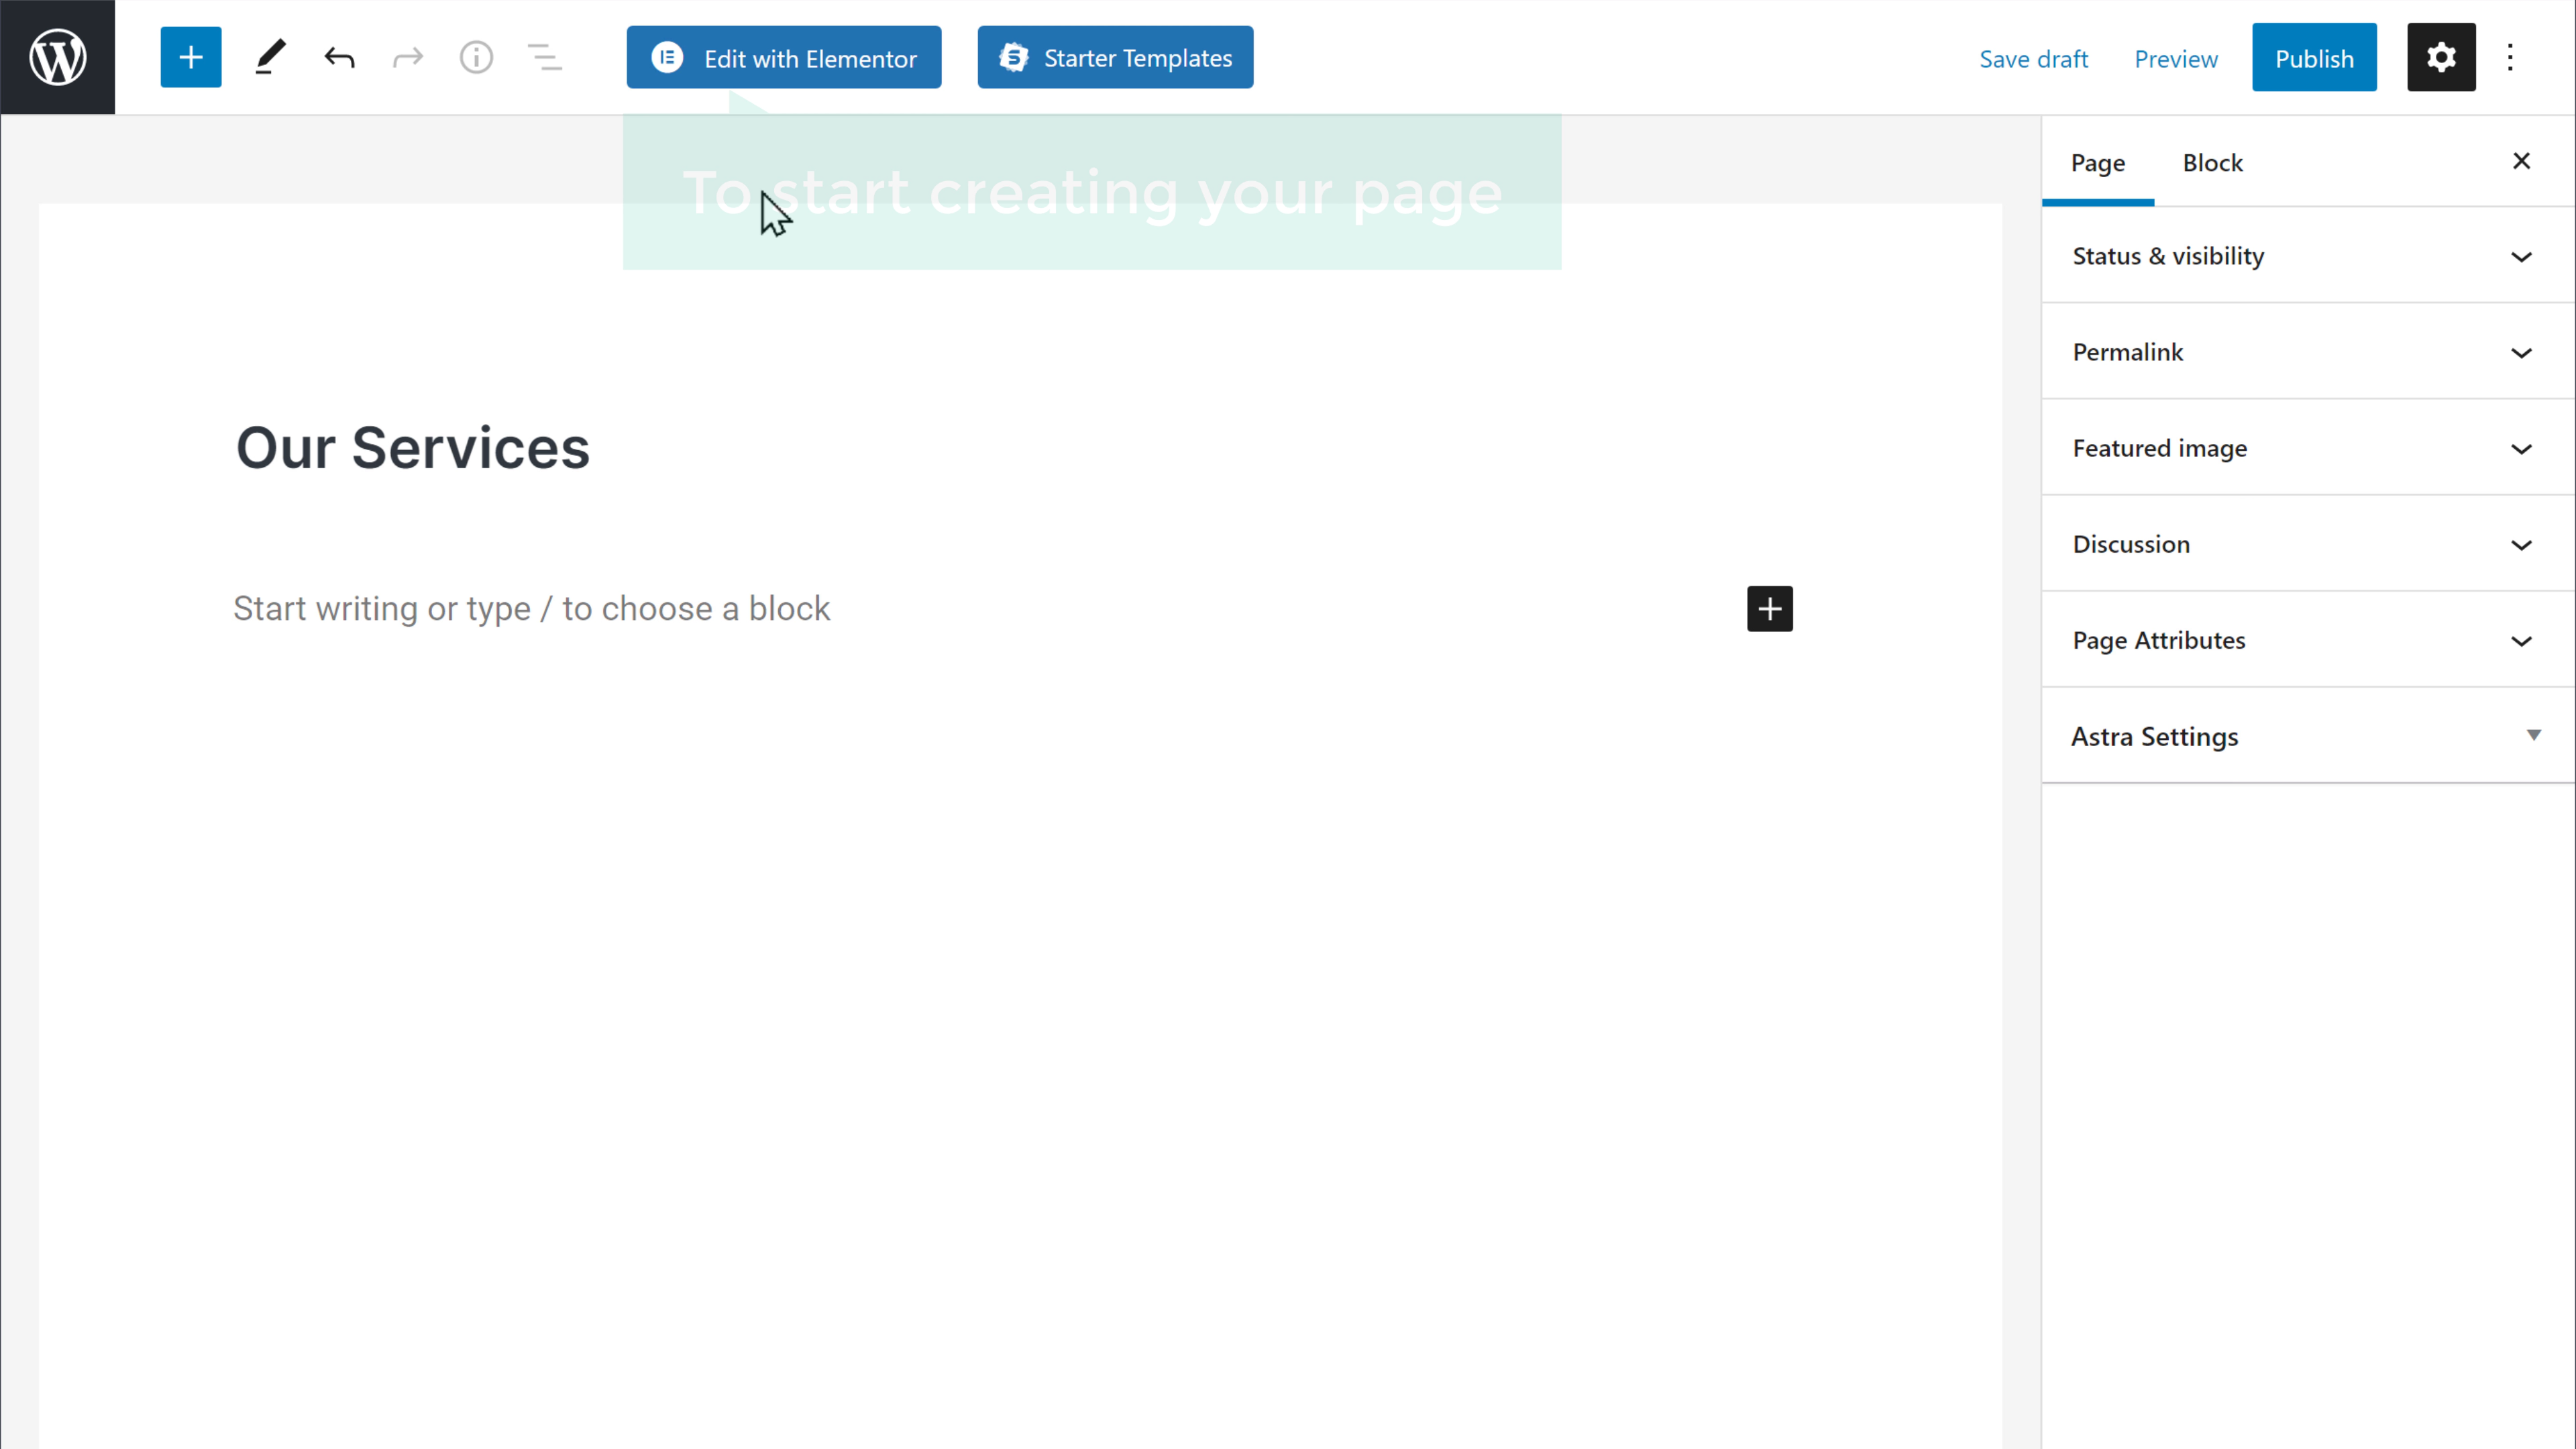 Edit with Elementor
Starter Templates
Save draft
Preview
Publish
To start creating your page
Page
Block
Status & visibility
Permalink
Featured image
Discussion
Page Attributes
Astra Settings
Our Services
Start writing or type / to choose a block